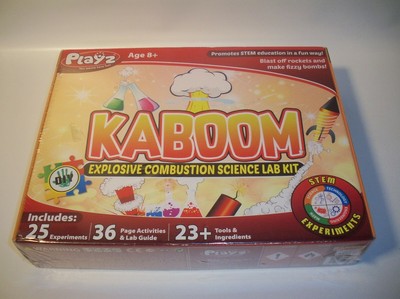 Playz
Age 8+
Promotes STEM education in a fun way!
Blast off rockets and
make fizzy bombs!
KABOOM
EXPLOSIVE COMBUSTION SCIENCE LAB KIT
STEM
EXPERIMENTS
Includes:
25 Experiments
36 Page Activities
& Lab Guide
23+ Tools &
Ingredients
Playz